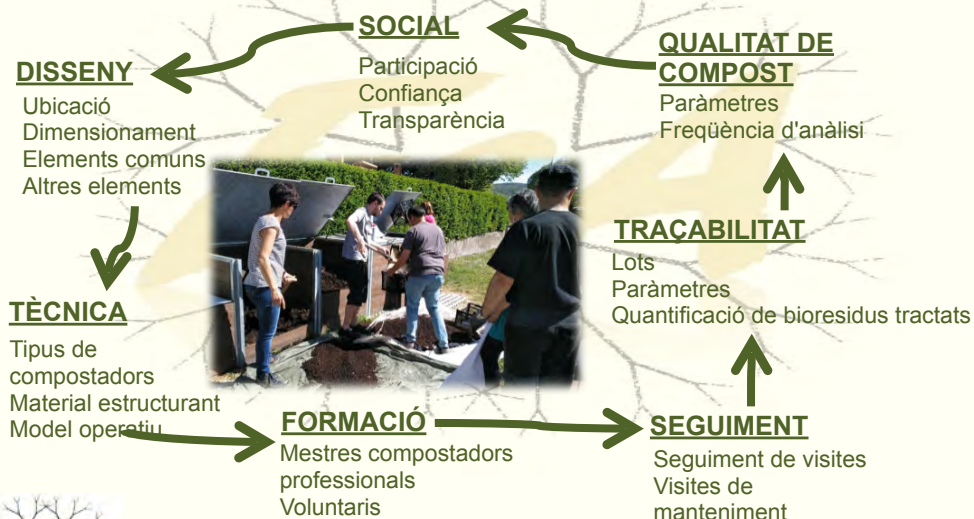 SOCIAL
Participació
Confiança
Transparència
DISSENY
Ubicació
Dimensionament
Elements comuns
Altres elements
TÈCNICA
Tipus de
compostadors
Material estructurant
Model operatiu
FORMACIÓ
Mestres compostadors
professionals
Voluntaris
SEGUIMENT
Seguiment de visites
Visites de
manteniment
TRAÇABILITAT
Lots
Paràmetres
Quantificació de bioresidus tractats
QUALITAT DE
COMPOST
Paràmetres
Freqüència d'anàlisi